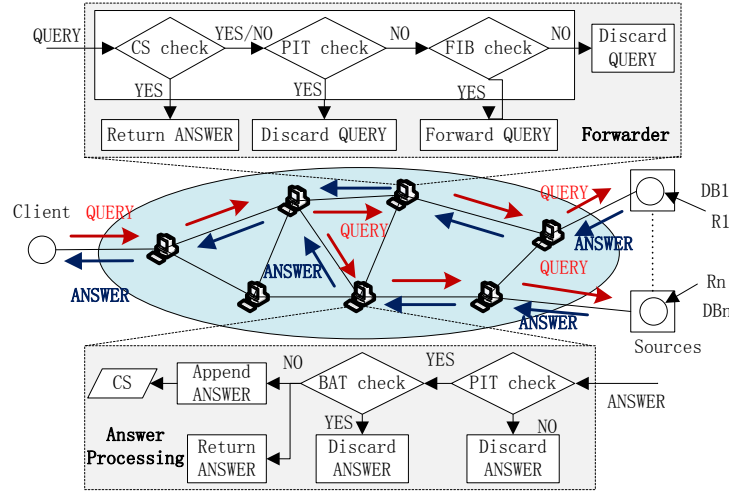 QUERY
CS check
YES/NO
PIT check
NO
FIB check
NO
Discard
QUERY
YES
YES
YES
Return ANSWER
Discard QUERY
Forward QUERY
Forwarder
Client
QUERY
QUERY
QUERY
QUERY
ANSWER
ANSWER
ANSWER
ANSWER
DB1
R1
Rn
DBn
Sources
CS
Append
ANSWER
NO
BAT check
YES
PIT check
ANSWER
Answer
Processing
Return
ANSWER
YES
Discard
ANSWER
NO
Discard
ANSWER